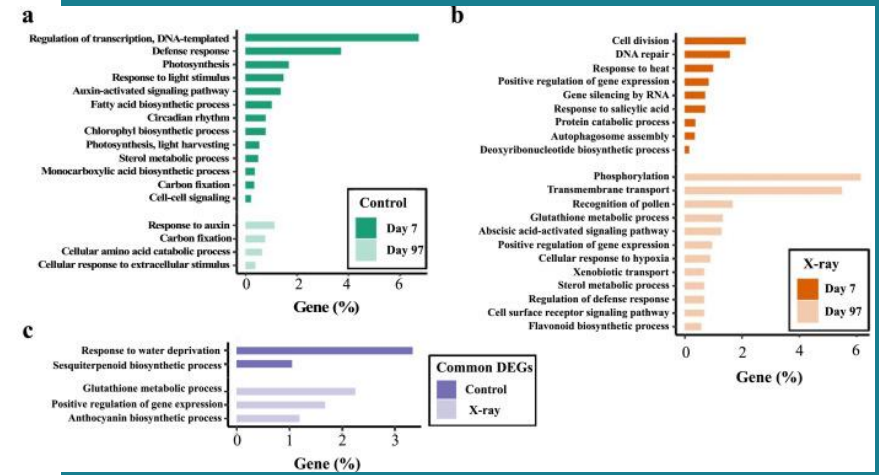 a
Regulation of transcription, DNA-templated
Defense response
Photosynthesis
Response to light stimulus
Auxin-activated signaling pathway
Fatty acid biosynthetic process
Circadian rhythm
Chlorophyl biosynthetic process
Photosynthesis, light harvesting
Sterol metabolic process
Monocarboxylic acid biosynthetic process
Carbon fixation
Cell-cell signaling
Response to auxin
Carbon fixation
Cellular amino acid catabolic process
Cellular response to extracellular stimulus
Control
Day 7
Day 97
0 2 4 6
Gene (%)
b
Cell division
DNA repair
Response to heat
Positive regulation of gene expression
Gene silencing by RNA
Response to salicylic acid
Protein catabolic process
Autophagosome assembly
Deoxyribonucleotide biosynthetic process
Phosphorylation
Transmembrane transport
Recognition of pollen
Glutathione metabolic process
Abscisic acid-activated signaling pathway
Positive regulation of gene expression
Cellular response to hypoxia
Xenobiotic transport
Sterol metabolic process
Regulation of defense response
Cell surface receptor signaling pathway
Flavonoid biosynthetic process
X-ray
Day 7
Day 97
0 2 4 6
Gene (%)
c
Response to water deprivation
Sesquiterpenoid biosynthetic process
Glutathione metabolic process
Positive regulation of gene expression
Anthocyanin biosynthetic process
Common DEGs
Control
X-ray
0 1 2 3
Gene (%)